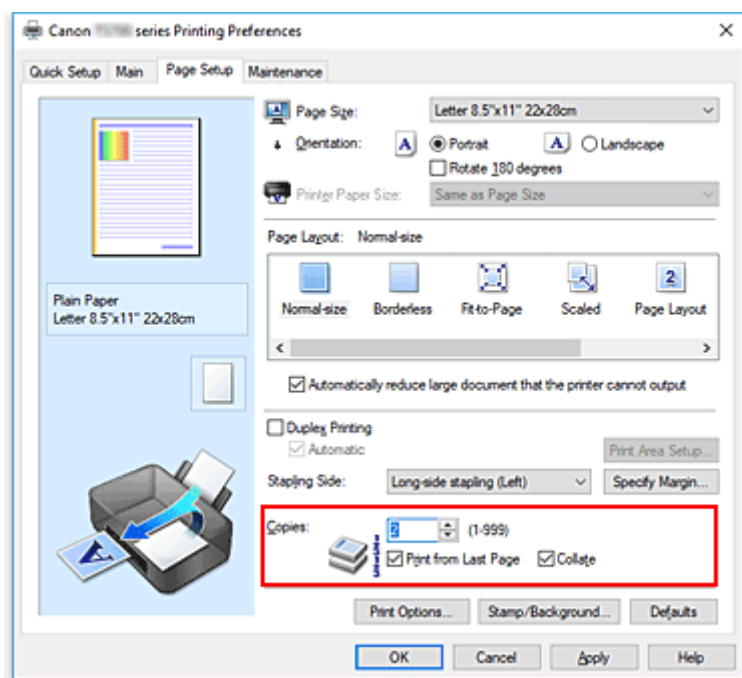 Canon series Printing Preferences
Quick Setup Main Page Setup Maintenance
Page Size: Letter 8.5"x11" 22x28cm
Orientation: A Portrait A Landscape
Rotate 180 degrees
Printer Paper Size: Same as Page Size
Page Layout: Normal-size
2
Normal-size Borderless Fit-to-Page Scaled Page Layout
Plain Paper
Letter 8.5"x11" 22x28cm
Automatically reduce large document that the printer cannot output
Duplex Printing
Automatic Print Area Setup...
Stapling Side: Long-side stapling (Left) Specify Margin...
Copies: 2 (1-999)
Print from Last Page Collate
A
Print Options... Stamp/Background... Defaults
OK Cancel Apply Help